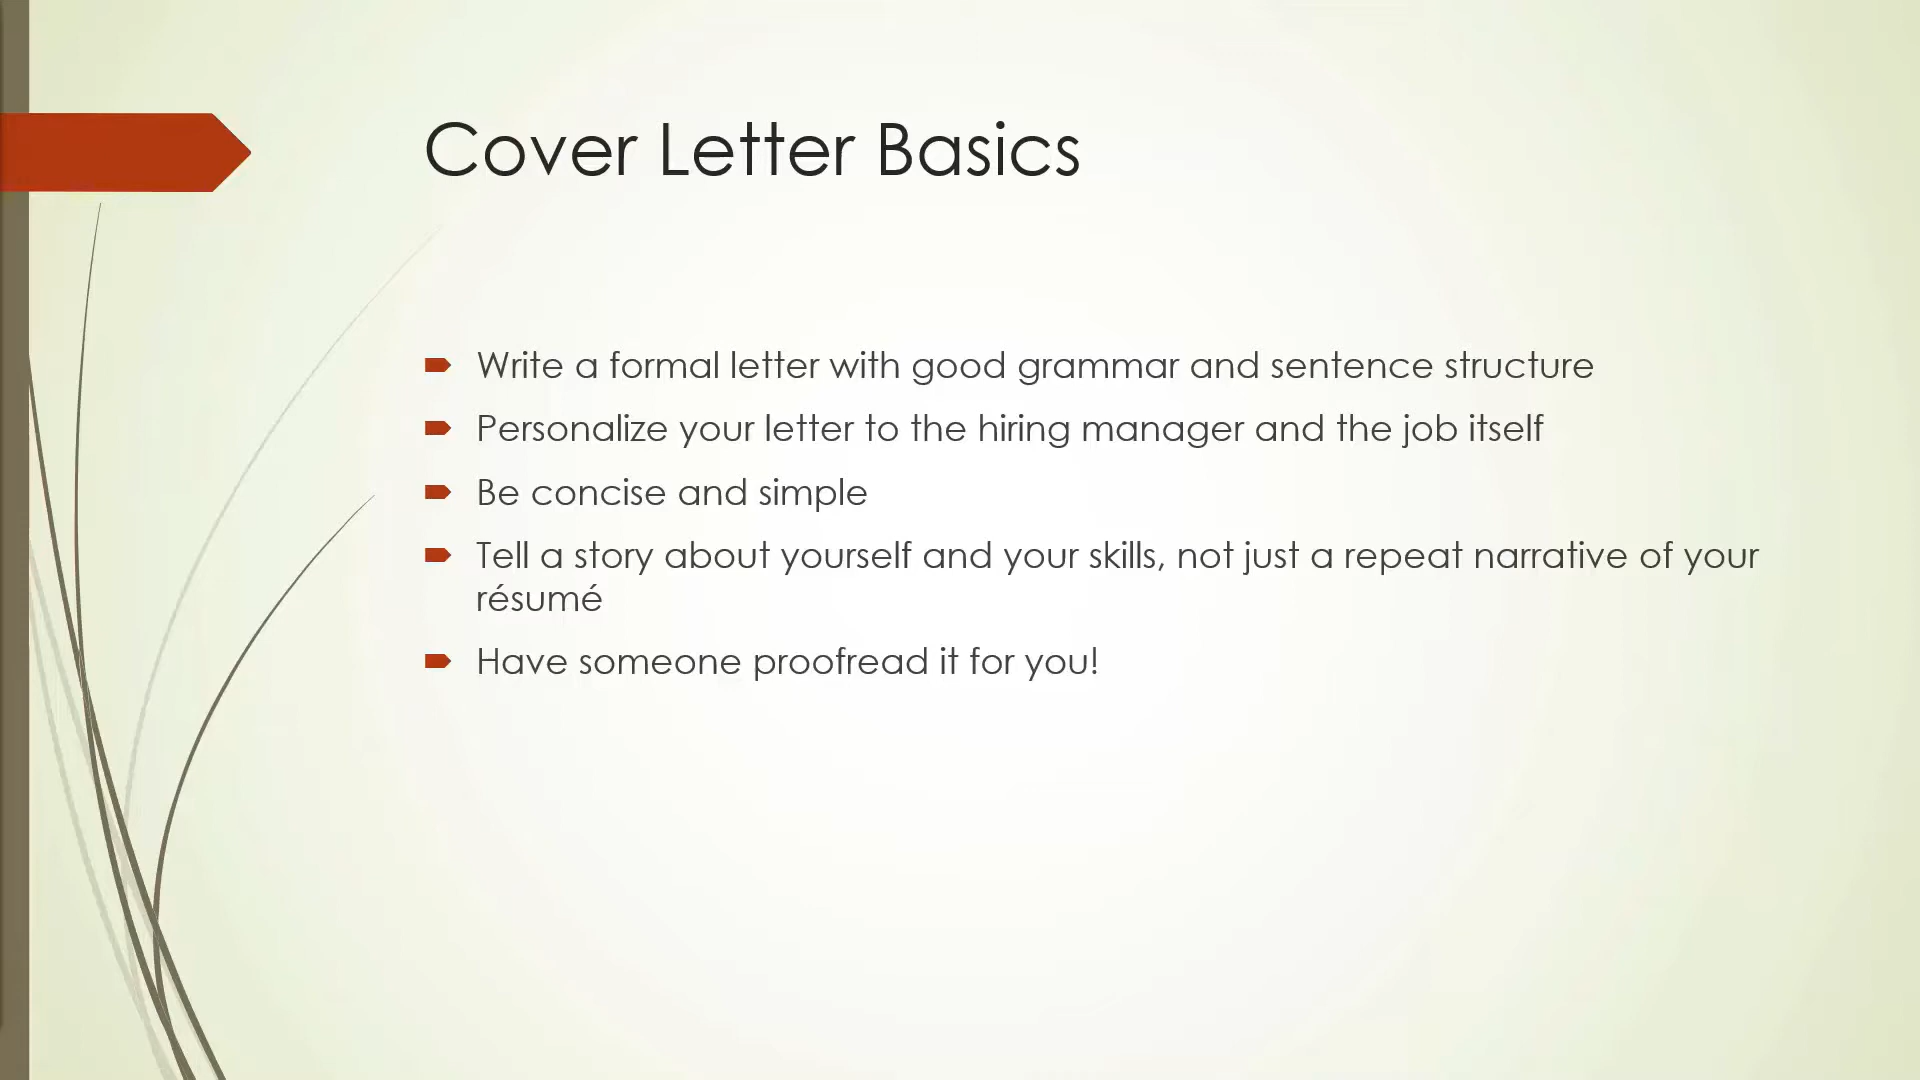 Cover Letter Basics
Write a formal letter with good grammar and sentence structure
Personalize your letter to the hiring manager and the job itself
Be concise and simple
Tell a story about yourself and your skills, not just a repeat narrative of your
résumé
Have someone proofread it for you!